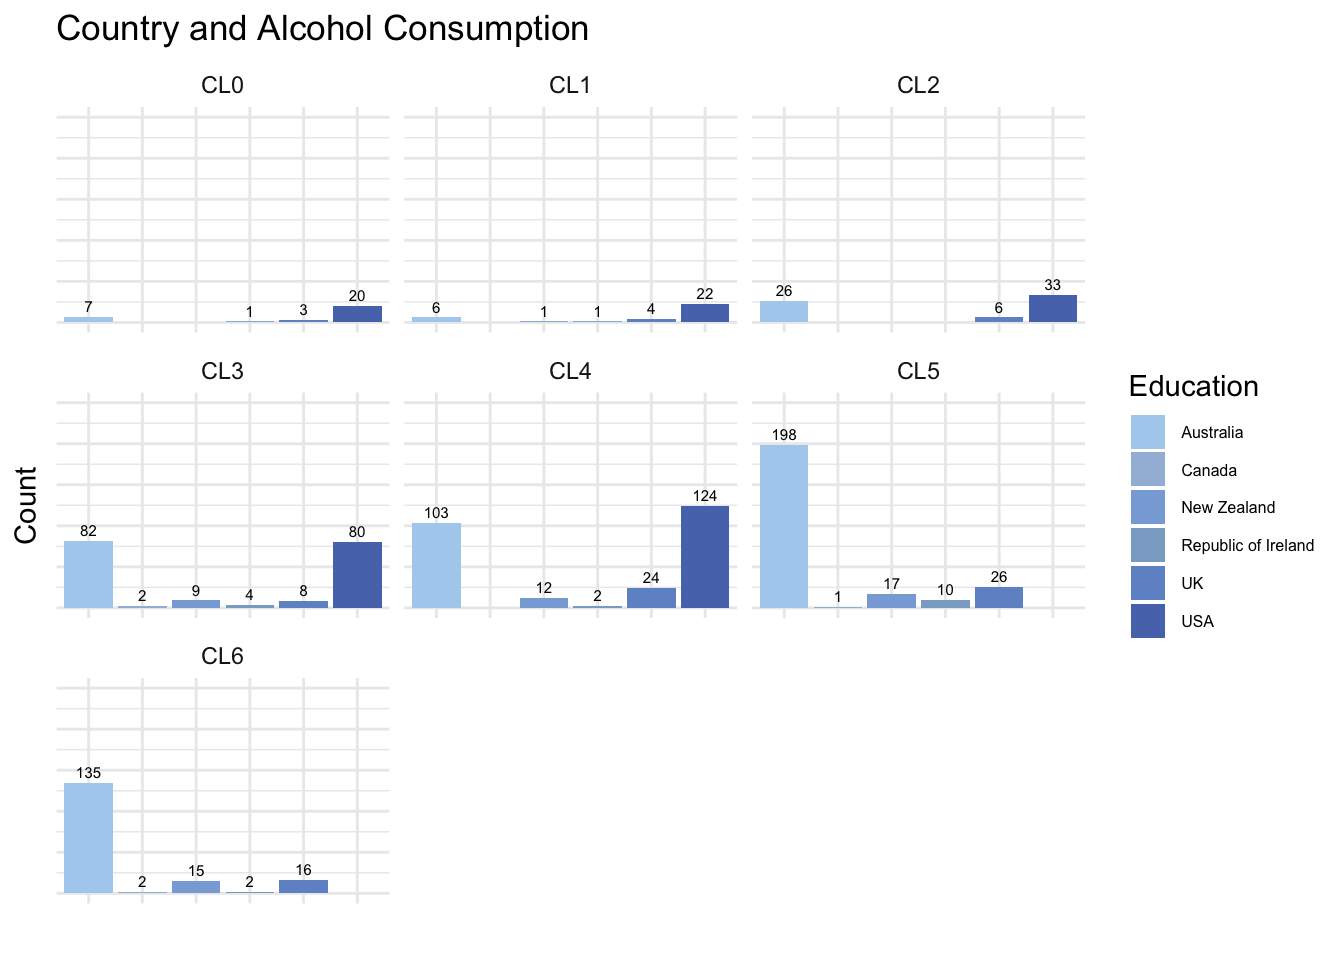 Country and Alcohol Consumption
CL0
CL1
CL2
7
1
3
20
6
1
1
4
22
26
6
33
CL3
CL4
CL5
82
2
9
4
8
80
103
12
2
24
124
198
1
17
10
26
CL6
135
2
15
2
16
Count
Education
Australia
Canada
New Zealand
Republic of Ireland
UK
USA